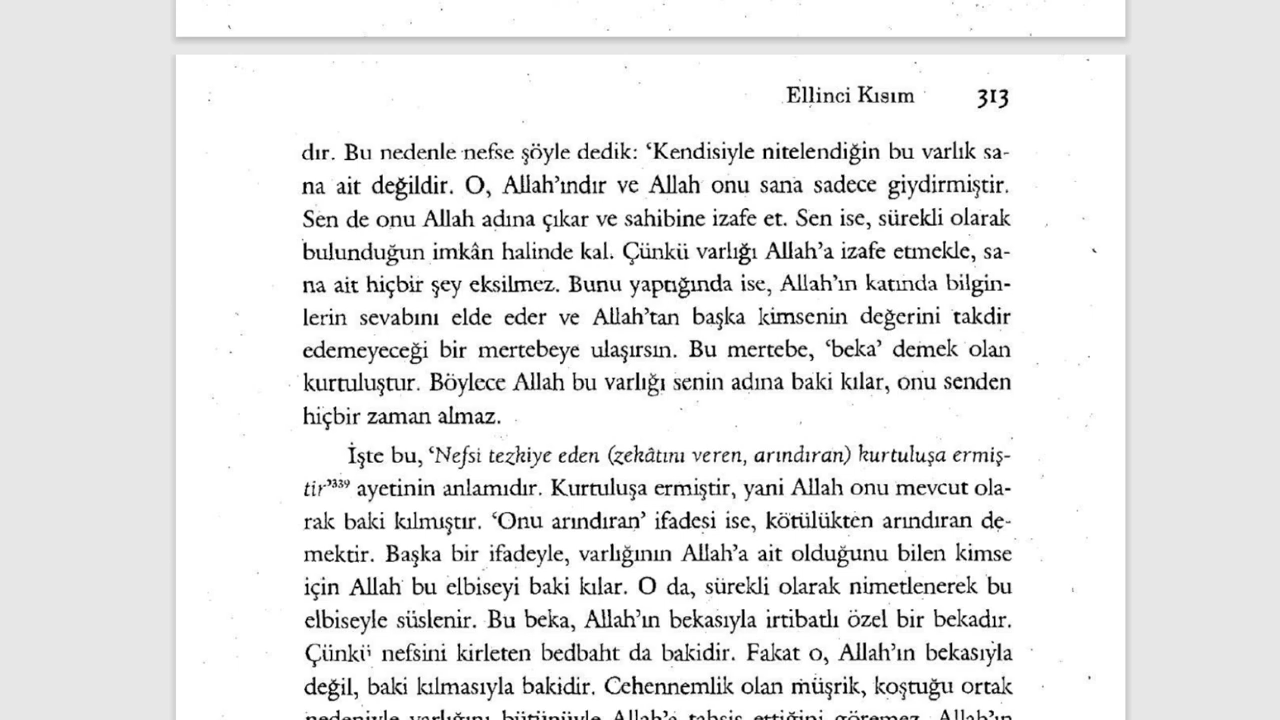 Ellinci Kısım 313
dır. Bu nedenle nefse şöyle dedik: ‘Kendisiyle nitelendiğin bu varlık sa-
na ait değildir. O, Allah’ındır ve Allah onu sana sadece giydirmiştir.
Sen de onu Allah adına çıkar ve sahibine izafe et. Sen ise, sürekli olarak
bulunduğun imkân halinde kal. Çünkü varlığı Allah’a izafe etmekle, sa-
na ait hiçbir şey eksilmez. Bunu yaptığında ise, Allah’ın katında bilgin-
lerin sevabını elde eder ve Allah’tan başka kimsenin değerini takdir
edemeyeceği bir mertebeye ulaşırsın. Bu mertebe, ‘beka’ demek olan
kurtuluştur. Böylece Allah bu varlığı senin adına baki kılar, onu senden
hiçbir zaman almaz.
İşte bu, ‘Nefsi tezkiye eden (zekâtını veren, arındıran) kurtuluşa ermiş-
tir’³³⁹ ayetinin anlamıdır. Kurtuluşa ermiştir, yani Allah onu mevcut ola-
rak baki kılmıştır. ‘Onu arındıran’ ifadesi ise, kötülükten arındıran de-
mektir. Başka bir ifadeyle, varlığının Allah’a ait olduğunu bilen kimse
için Allah bu elbiseyi baki kılar. O da, sürekli olarak nimetlenerek bu
elbiseyle süslenir. Bu beka, Allah’ın bekasıyla irtibatlı özel bir bekadır.
Çünkü nefsini kirleten bedbaht da bakidir. Fakat o, Allah’ın bekasıyla
değil, baki kılmasıyla bakidir. Cehennemlik olan müşrik, koştuğu ortak
nedeniyle varlığını bütünüyle Allah’a tahsis ettiğini göremez. Allah’ın